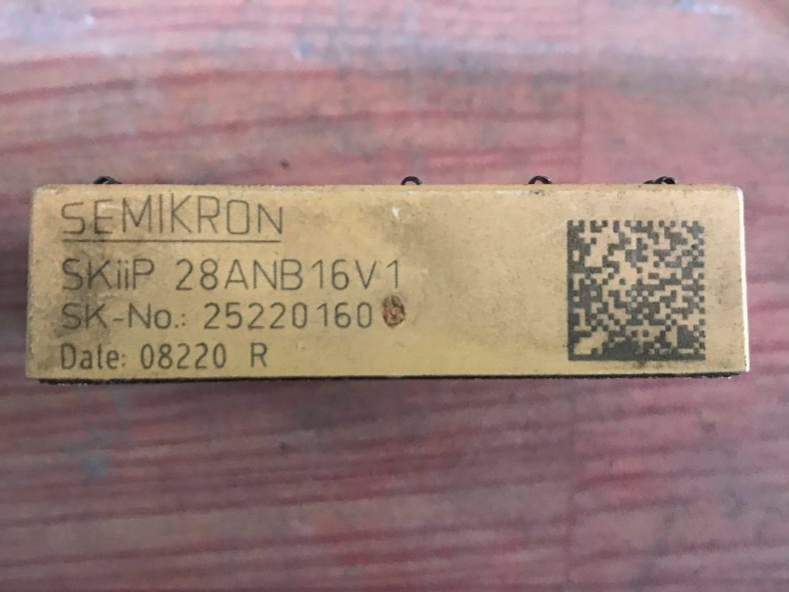 SEMIKRON
SKiiP 28ANB16V1
SK-No.: 25220160
Date: 08220 R